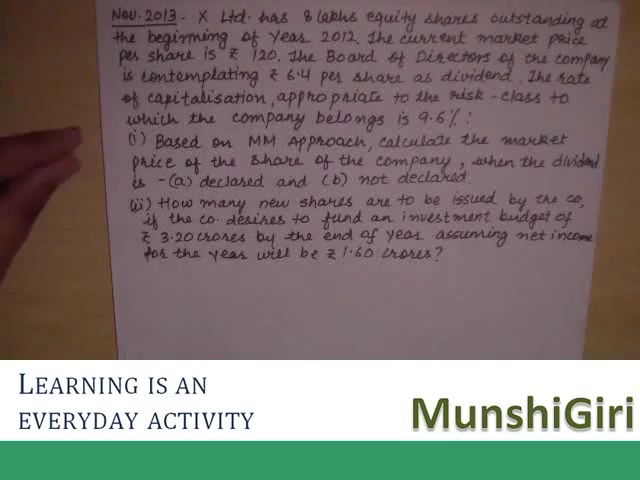 Nov. 2013 - X Ltd. has 8 lakhs equity shares outstanding at
the beginning of Year 2012. The current market price
per share is ₹ 120. The Board of Directors of the company
is contemplating ₹ 6.4 per share as dividend. The rate
of capitalisation, appropriate to the risk-class to
which the company belongs is 9.6% :
(i) Based on MM Approach, calculate the market
price of the share of the company, when the dividend
is - (a) declared and (b) not declared.
(ii) How many new shares are to be issued by the co,
if the co. desires to fund an investment budget of
₹ 3.20 crores by the end of year assuming net income
for the year will be ₹ 1.60 crores?
LEARNING IS AN
EVERYDAY ACTIVITY
MunshiGiri